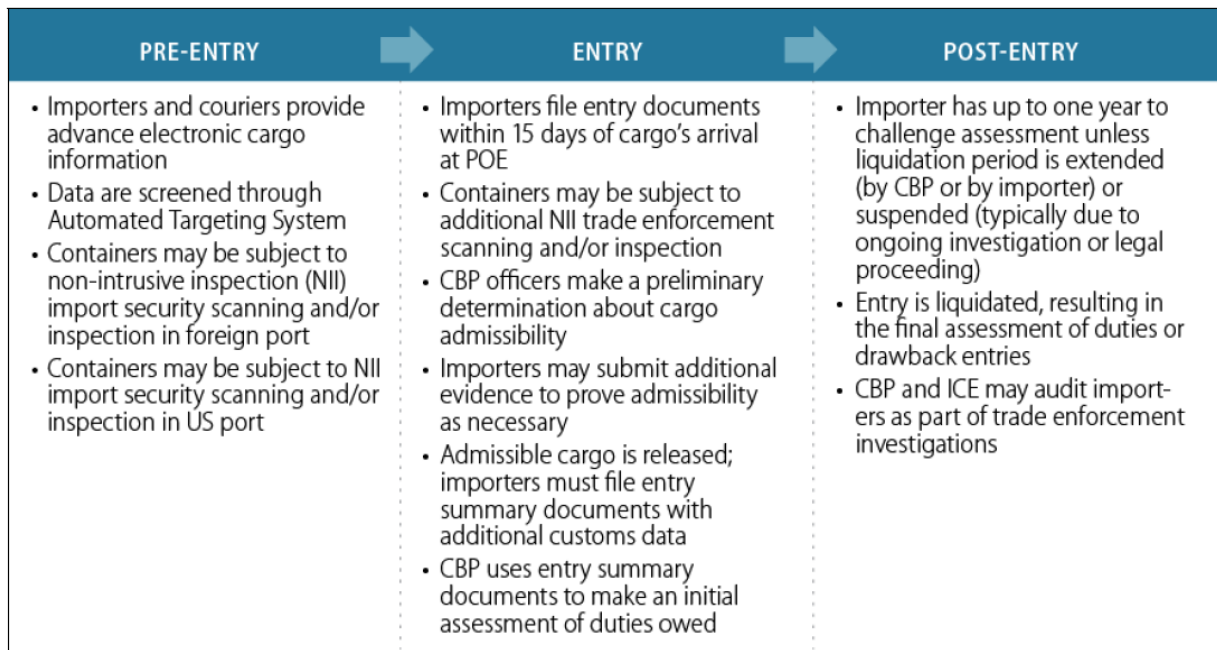 PRE-ENTRY
• Importers and couriers provide
advance electronic cargo
information
• Data are screened through
Automated Targeting System
• Containers may be subject to
non-intrusive inspection (NII)
import security scanning and/or
inspection in foreign port
• Containers may be subject to NII
import security scanning and/or
inspection in US port
ENTRY
• Importers file entry documents
within 15 days of cargo's arrival
at POE
• Containers may be subject to
additional NII trade enforcement
scanning and/or inspection
• CBP officers make a preliminary
determination about cargo
admissibility
• Importers may submit additional
evidence to prove admissibility
as necessary
• Admissible cargo is released;
importers must file entry
summary documents with
additional customs data
• CBP uses entry summary
documents to make an initial
assessment of duties owed
POST-ENTRY
• Importer has up to one year to
challenge assessment unless
liquidation period is extended
(by CBP or by importer) or
suspended (typically due to
ongoing investigation or legal
proceeding)
• Entry is liquidated, resulting in
the final assessment of duties or
drawback entries
• CBP and ICE may audit import-
ers as part of trade enforcement
investigations